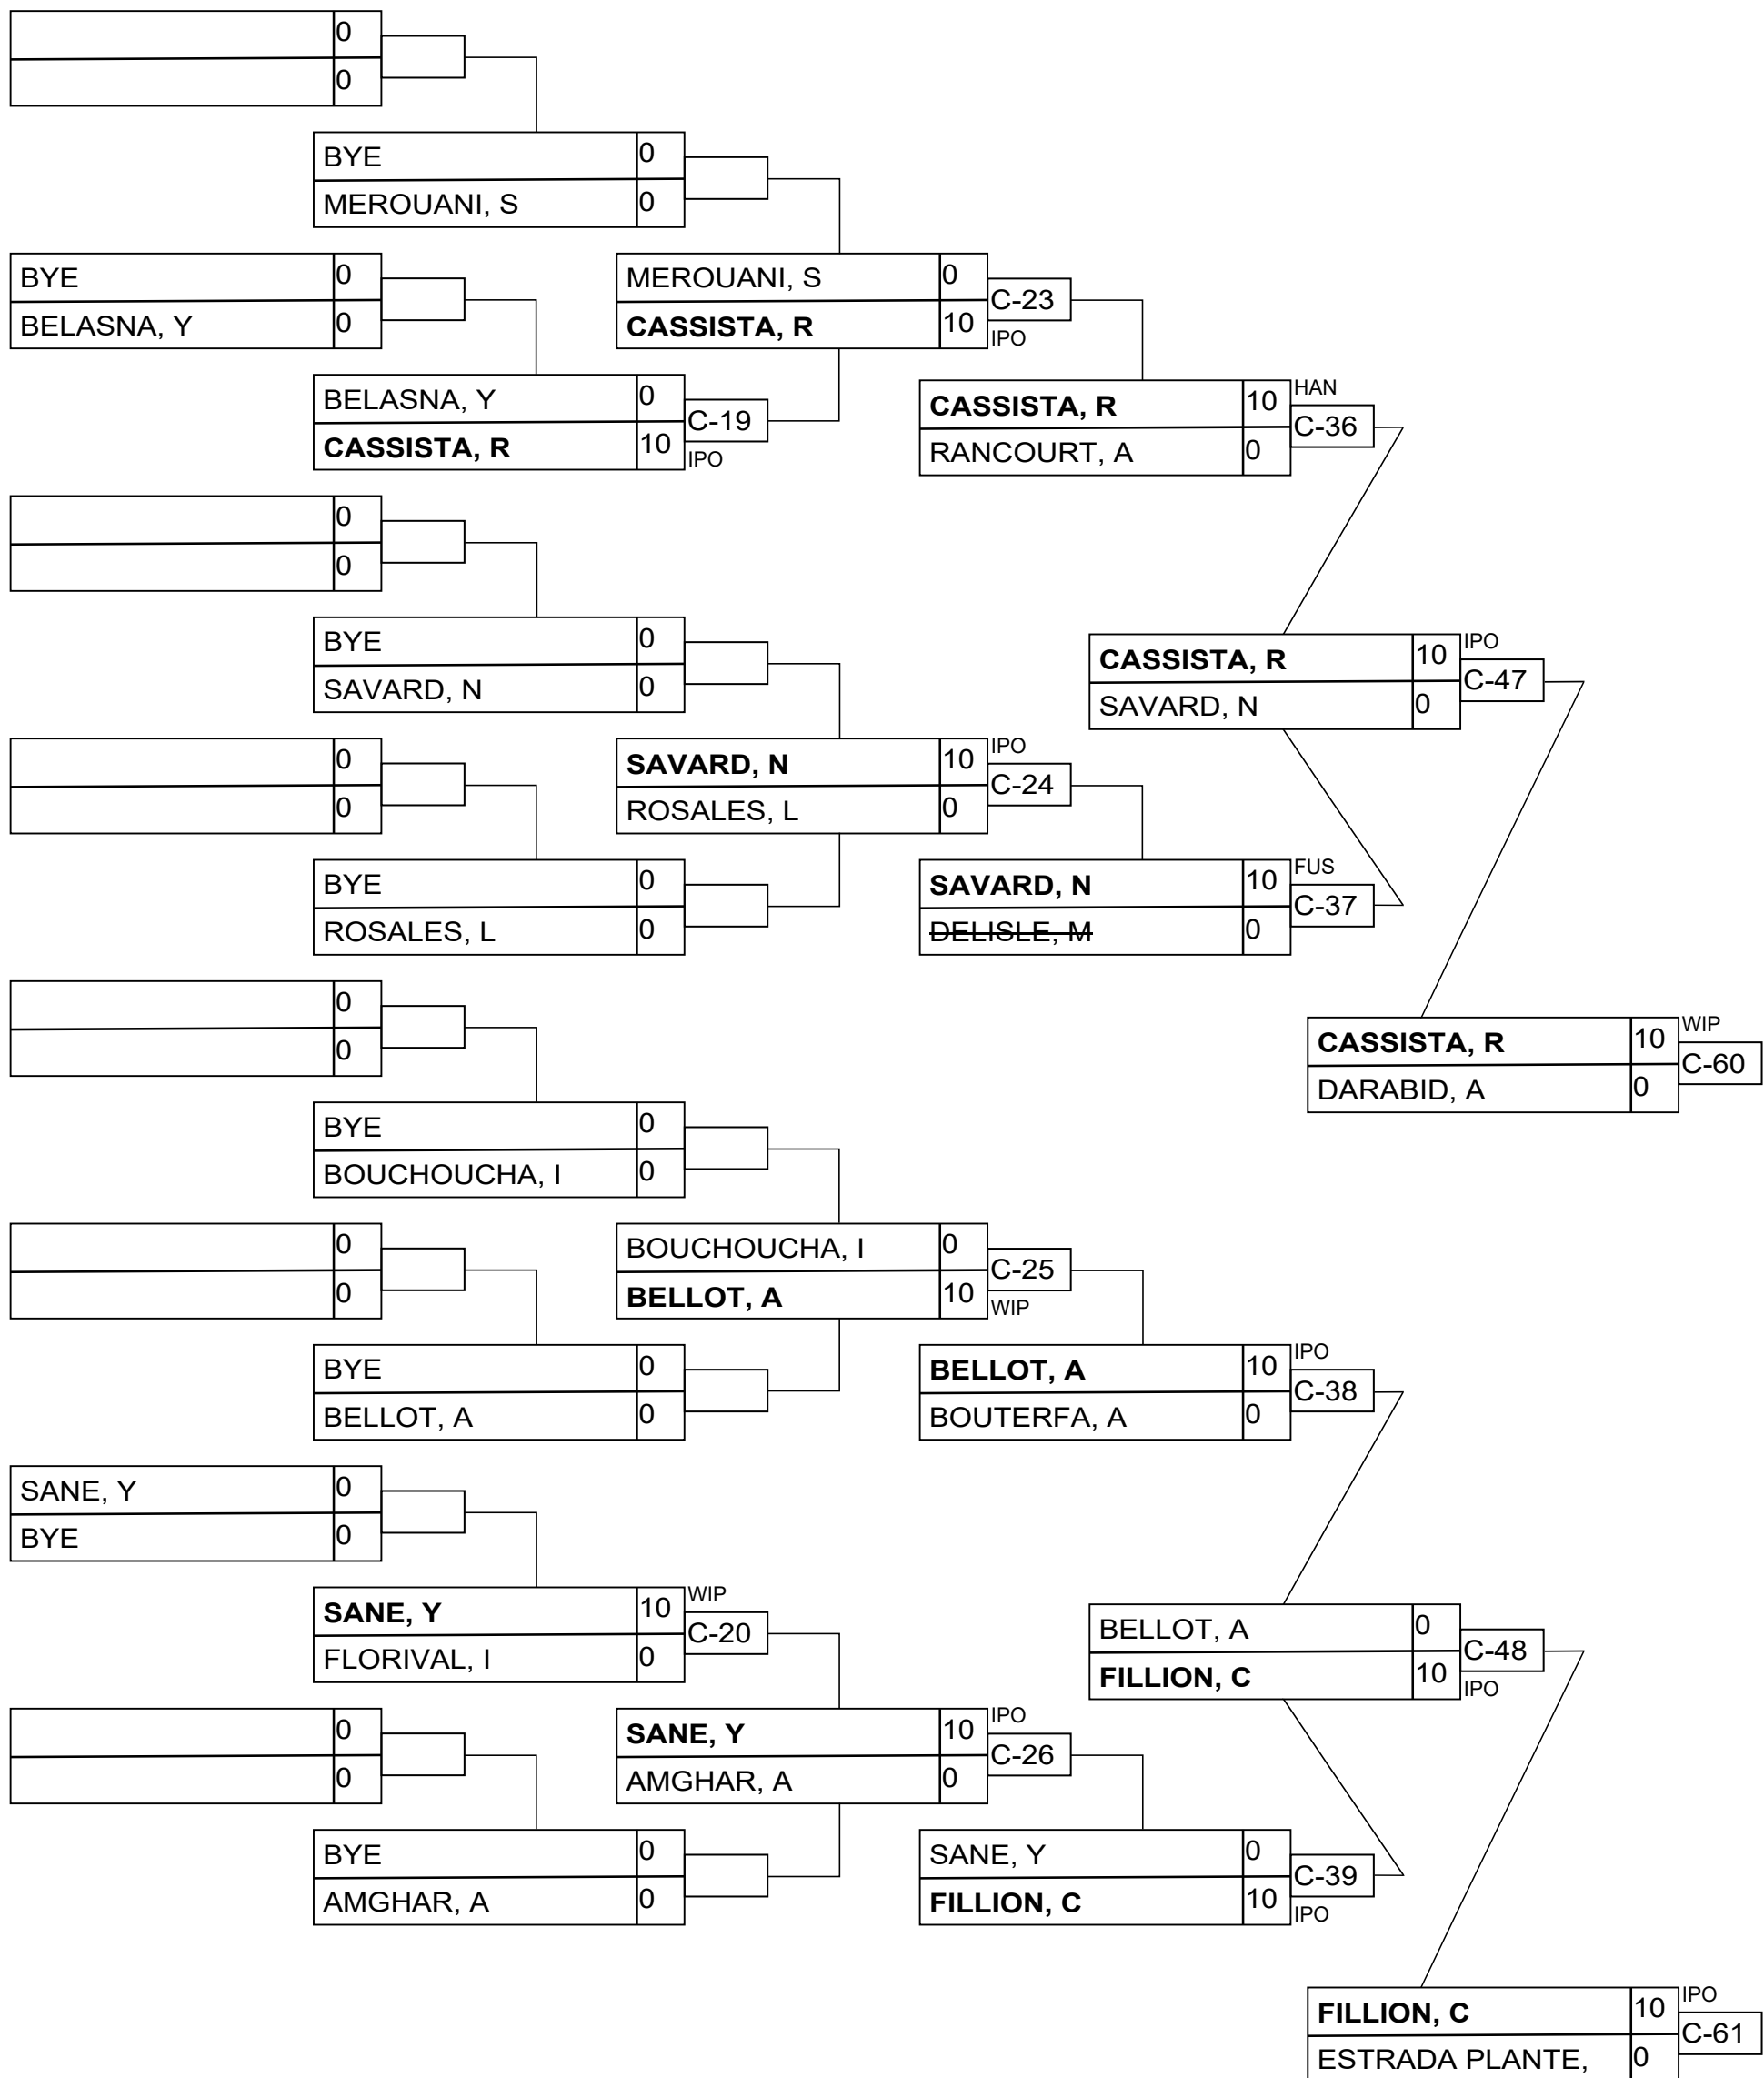 0
0
BYE 0
MEROUANI, S 0
BYE 0
BELASNA, Y 0
MEROUANI, S 0
C-23
CASSISTA, R 10
IPO
BELASNA, Y 0
C-19
CASSISTA, R 10
IPO
CASSISTA, R 10
HAN
C-36
RANCOURT, A 0
0
0
BYE 0
SAVARD, N 0
CASSISTA, R 10
IPO
C-47
SAVARD, N 0
0
0
SAVARD, N 10
IPO
C-24
ROSALES, L 0
BYE 0
ROSALES, L 0
SAVARD, N 10
FUS
C-37
DELISLE, M 0
0
0
CASSISTA, R 10
WIP
C-60
DARABID, A 0
BYE 0
BOUCHOUCHA, I 0
0
0
BOUCHOUCHA, I 0
C-25
BELLOT, A 10
WIP
BYE 0
BELLOT, A 0
BELLOT, A 10
IPO
C-38
BOUTERFA, A 0
SANE, Y 0
BYE 0
SANE, Y 10
WIP
C-20
FLORIVAL, I 0
BELLOT, A 0
C-48
FILLION, C 10
IPO
0
0
SANE, Y 10
IPO
C-26
AMGHAR, A 0
BYE 0
AMGHAR, A 0
SANE, Y 0
C-39
FILLION, C 10
IPO
FILLION, C 10
IPO
C-61
ESTRADA PLANTE, 0